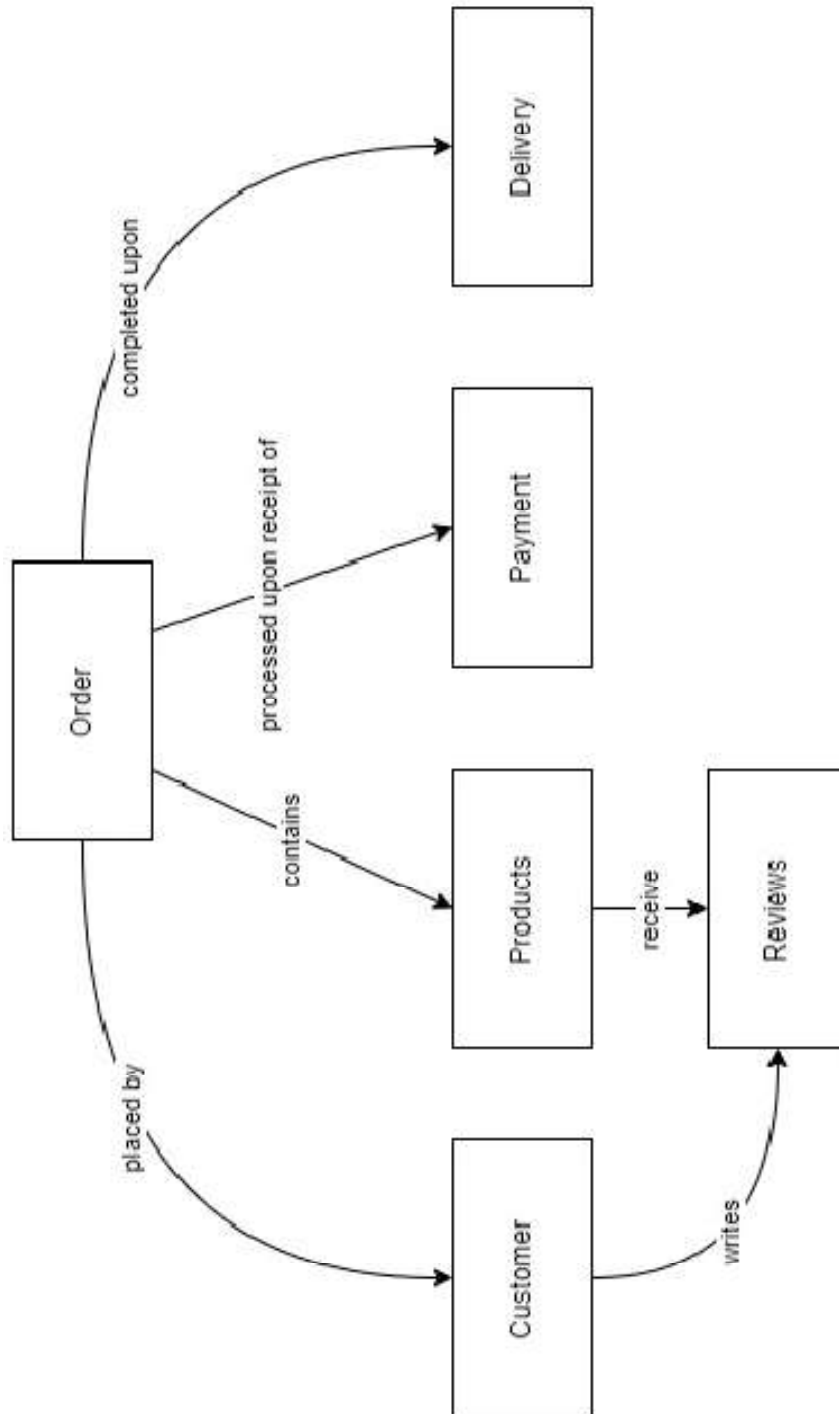 Order
placed by
contains
processed upon receipt of
completed upon
Customer
Products
Payment
Delivery
writes
receive
Reviews